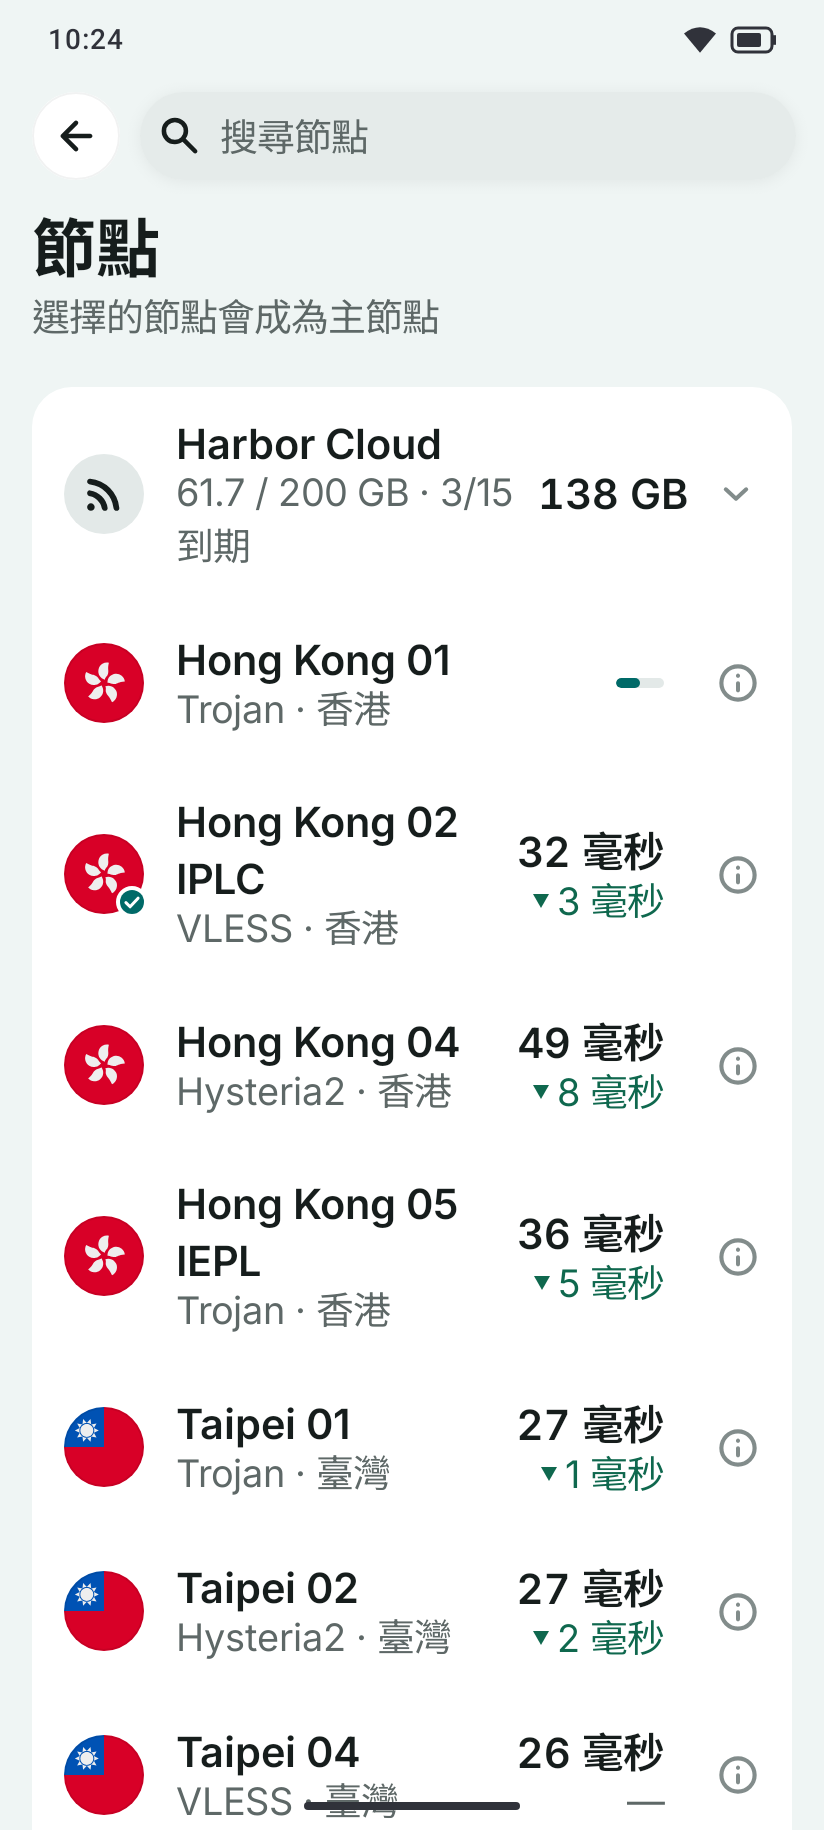 10:24
搜尋節點
節點
選擇的節點會成為主節點
Harbor Cloud
61.7 / 200 GB · 3/15 到期
138 GB
Hong Kong 01
Trojan · 香港
Hong Kong 02
IPLC
VLESS · 香港
32 毫秒
▼3 毫秒
Hong Kong 04
Hysteria2 · 香港
49 毫秒
▼8 毫秒
Hong Kong 05
IEPL
Trojan · 香港
36 毫秒
▼5 毫秒
Taipei 01
Trojan · 臺灣
27 毫秒
▼1 毫秒
Taipei 02
Hysteria2 · 臺灣
27 毫秒
▼2 毫秒
Taipei 04
VLESS · 臺灣
26 毫秒
—